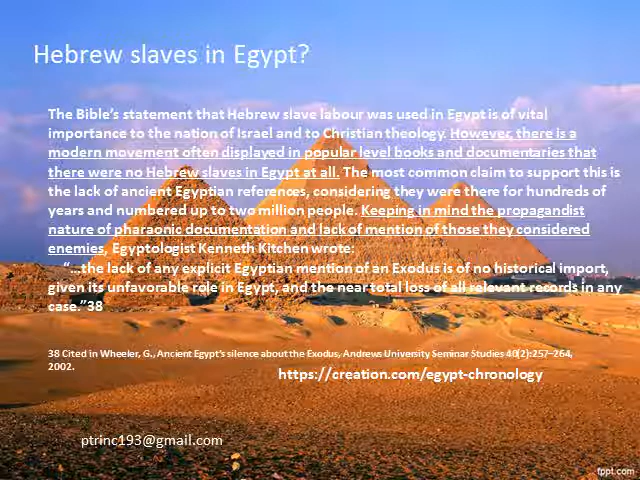 Hebrew slaves in Egypt?
The Bible's statement that Hebrew slave labour was used in Egypt is of vital
importance to the nation of Israel and to Christian theology. However, there is a
modern movement often displayed in popular level books and documentaries that
there were no Hebrew slaves in Egypt at all. The most common claim to support this is
the lack of ancient Egyptian references, considering they were there for hundreds of
years and numbered up to two million people. Keeping in mind the propagandist
nature of pharaonic documentation and lack of mention of those they considered
enemies, Egyptologist Kenneth Kitchen wrote:
“…the lack of any explicit Egyptian mention of an Exodus is of no historical import,
given its unfavorable role in Egypt, and the near total loss of all relevant records in any
case.”38
38 Cited in Wheeler, G., Ancient Egypt's silence about the Exodus, Andrews University Seminar Studies 40(2):257–264,
2002.
https://creation.com/egypt-chronology
ptrinc193@gmail.com
fppt.com